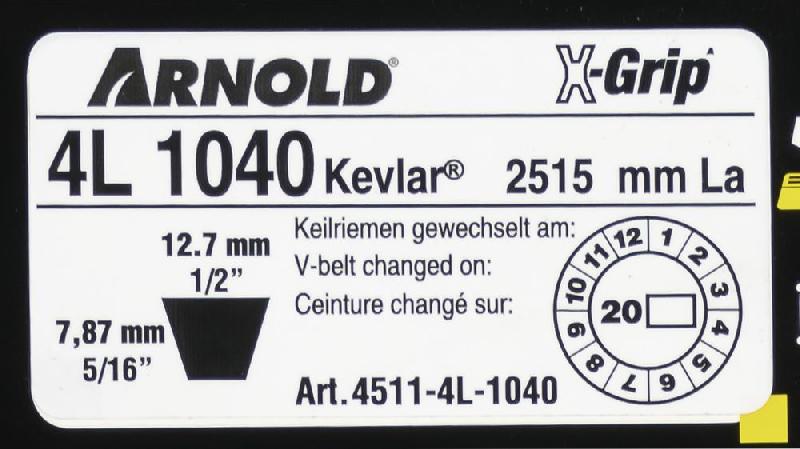 ARNOLD®
X-Grip
4L 1040 Kevlar® 2515 mm La
12.7 mm
1/2”
7,87 mm
5/16”
Keilriemen gewechselt am:
V-belt changed on:
Ceinture changé sur:
Art.4511-4L-1040
1 2 3 4 5 6 7 8 9 10 11 12
20